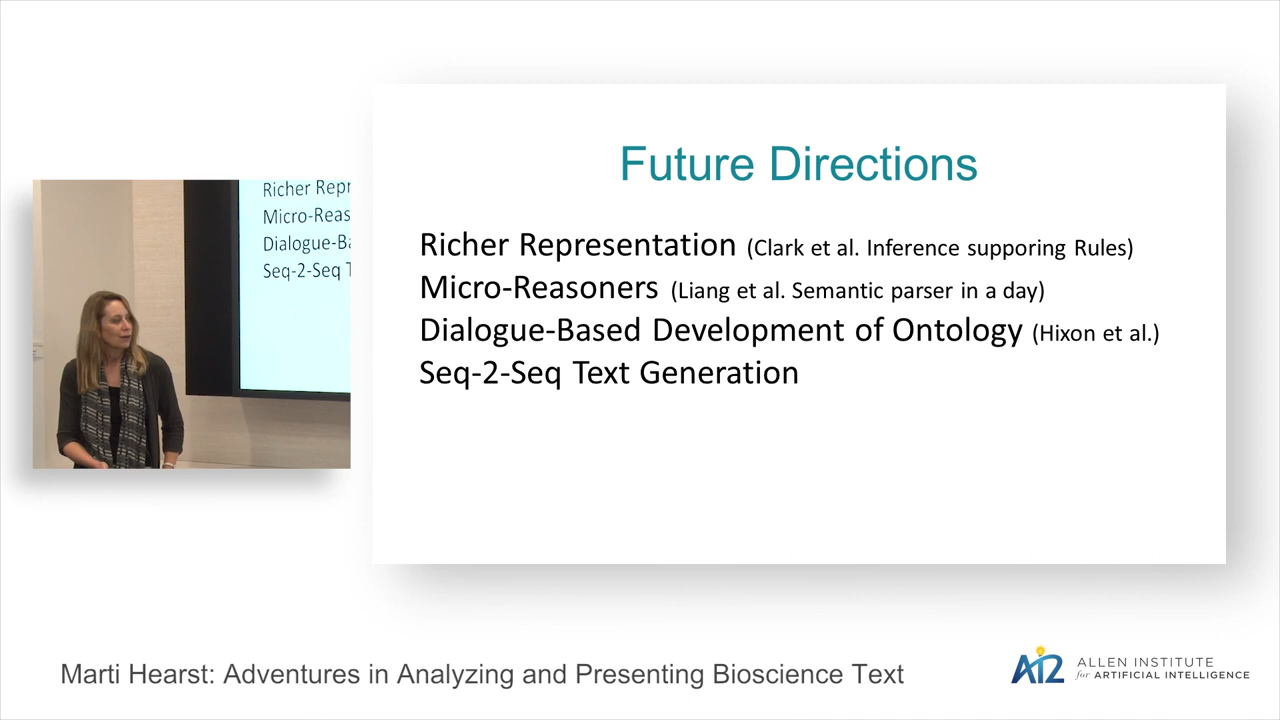 Future Directions
Richer Representation (Clark et al. Inference supporing Rules)
Micro-Reasoners (Liang et al. Semantic parser in a day)
Dialogue-Based Development of Ontology (Hixon et al.)
Seq-2-Seq Text Generation
Richer Repr
Micro-Reas
Dialogue-Ba
Seq-2-Seq T
Marti Hearst: Adventures in Analyzing and Presenting Bioscience Text
AI2 ALLEN INSTITUTE
for ARTIFICIAL INTELLIGENCE